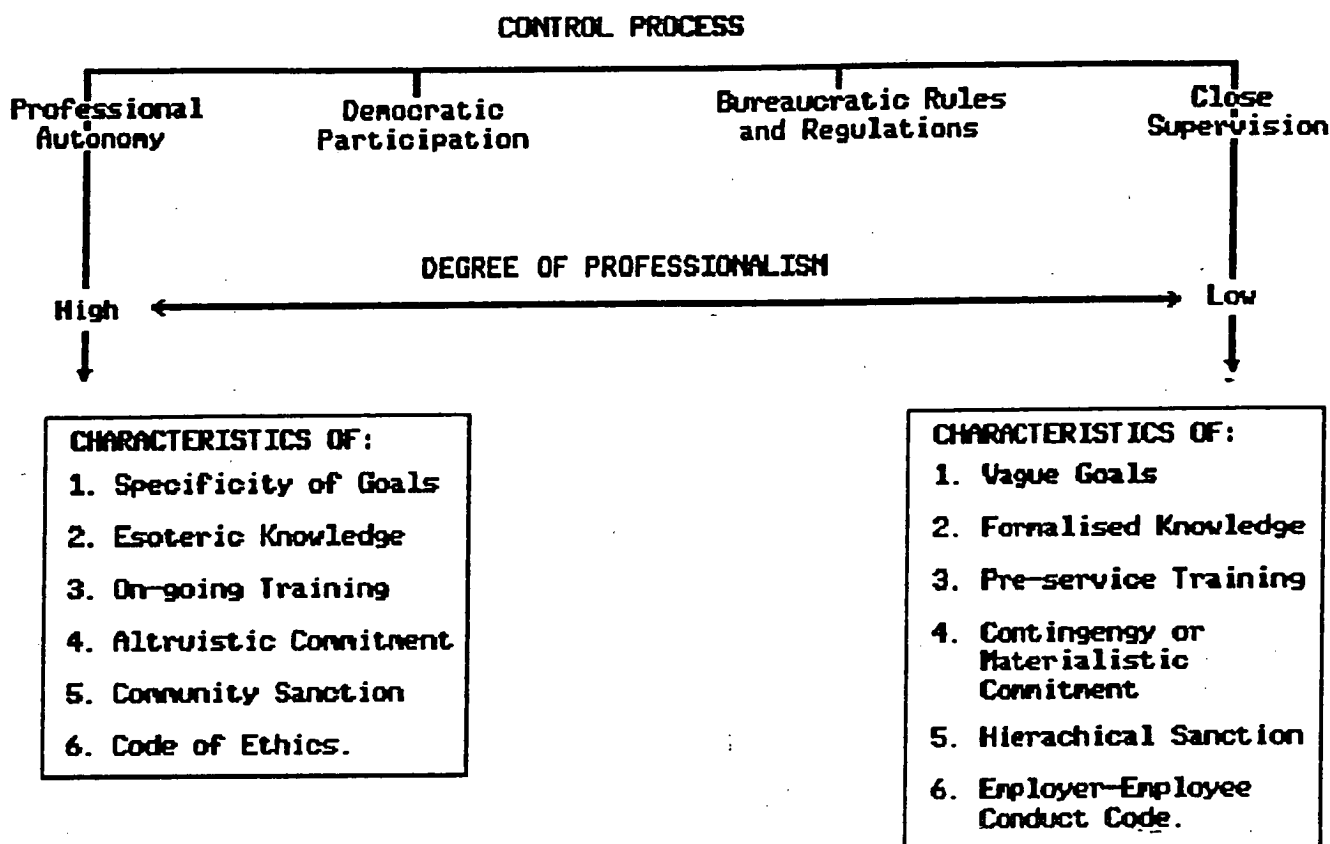 CONTROL PROCESS
Professional
Autonomy
Democratic
Participation
Bureaucratic Rules
and Regulations
Close
Supervision
DEGREE OF PROFESSIONALISM
High
Low
CHARACTERISTICS OF:
1. Specificity of Goals
2. Esoteric Knowledge
3. On-going Training
4. Altruistic Commitment
5. Community Sanction
6. Code of Ethics.
CHARACTERISTICS OF:
1. Vague Goals
2. Formalised Knowledge
3. Pre-service Training
4. Contingengy or
Materialistic
Commitment
5. Hierachical Sanction
6. Employer-Employee
Conduct Code.